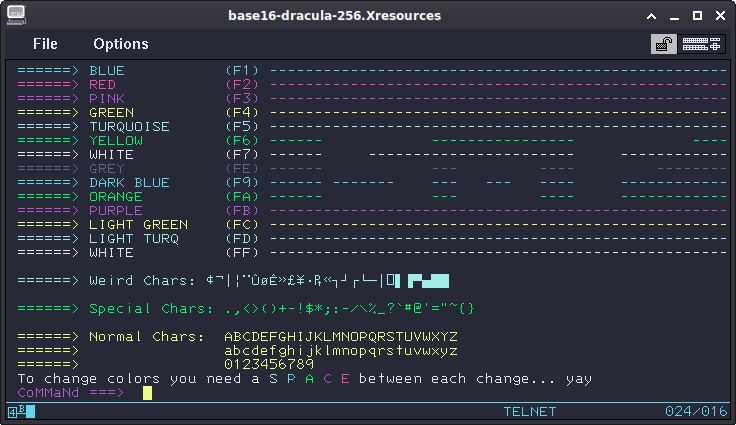 base16-dracula-256.Xresources
File Options
======> BLUE (F1) ------------------------------------------------------
======> RED (F2) ------------------------------------------------------
======> PINK (F3) ------------------------------------------------------
======> GREEN (F4) ------------------------------------------------------
======> TURQUOISE (F5) ------------------------------------------------------
======> YELLOW (F6) ------ ----------------- ----
======> WHITE (F7) ------ ------------------------ -------------
======> GREY (FE) --- ---- ---
======> DARK BLUE (F9) --- ------- --- --- ---- -------------
======> ORANGE (FA) ------ ----------------- -------------
======> PURPLE (FB) ------------------------------------------------------
======> LIGHT GREEN (FC) ------------------------------------------------------
======> LIGHT TURQ (FD) ------------------------------------------------------
======> WHITE (FF) ------------------------------------------------------
======> Weird Chars: ¢¬|¦¨ÛøÊ»£¥·₧«┐┘┌└─│
======> Special Chars: .,<>()+-!$*;:-/\%_?`#@'="~{}
======> Normal Chars: ABCDEFGHIJKLMNOPQRSTUVWXYZ
======> abcdefghijklmnopqrstuvwxyz
======> 0123456789
To change colors you need a S P A C E between each change... yay
CoMMaNd ===>
4B TELNET 024/016